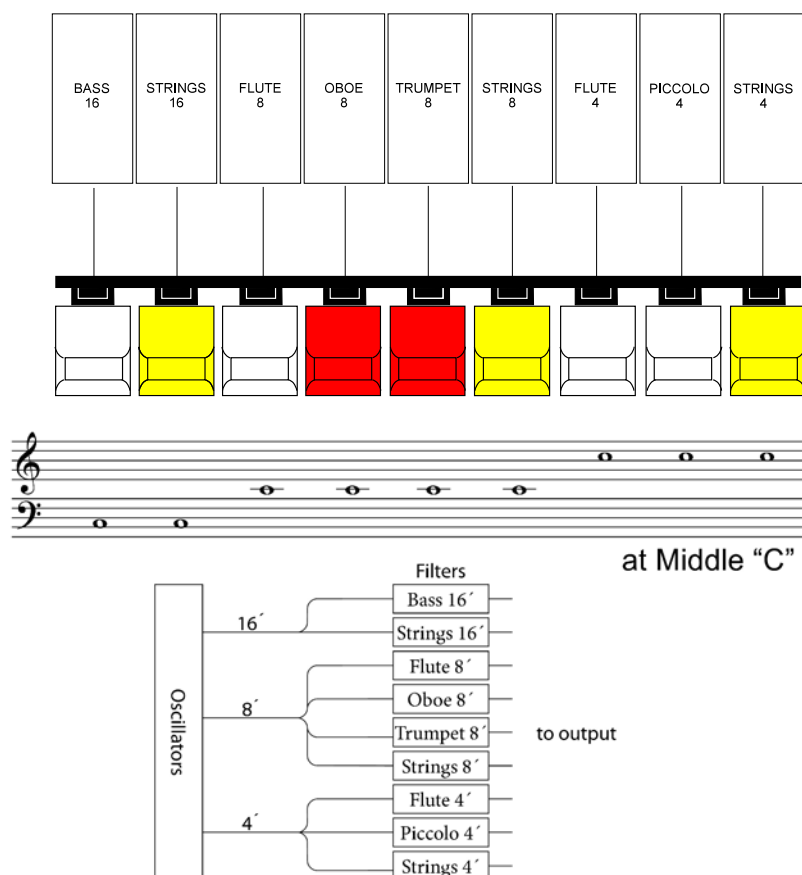 BASS
16
STRINGS
16
FLUTE
8
OBOE
8
TRUMPET
8
STRINGS
8
FLUTE
4
PICCOLO
4
STRINGS
4
at Middle “C”
Filters
Oscillators
16´
Bass 16´
Strings 16´
8´
Flute 8´
Oboe 8´
Trumpet 8´
Strings 8´
to output
4´
Flute 4´
Piccolo 4´
Strings 4´